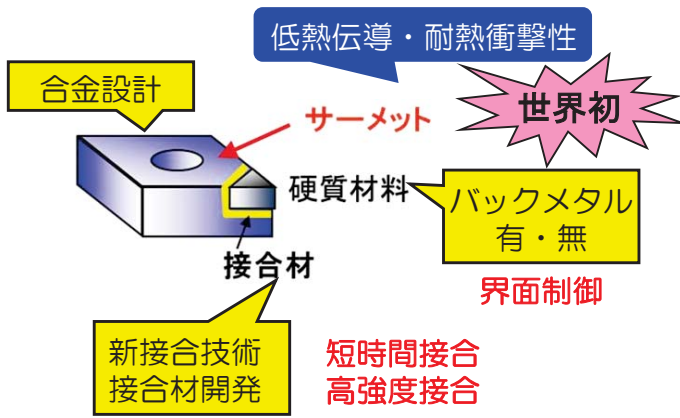 低熱伝導・耐熱衝撃性
合金設計
世界初
サーメット
硬質材料
バックメタル
有・無
接合材
界面制御
新接合技術
接合材開発
短時間接合
高強度接合